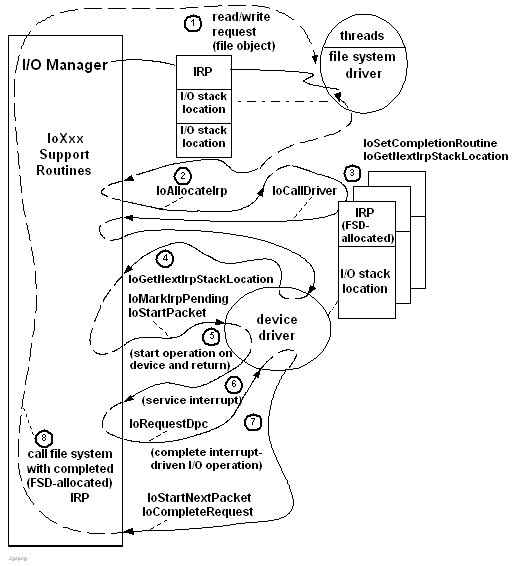 1
read/write
request
(file object)
threads
file system
driver
I/O Manager
IRP
I/O stack
location
I/O stack
location
IoXxx
Support
Routines
IoSetCompletionRoutine
IoGetNextIrpStackLocation
2
3
IoAllocateIrp
IoCallDriver
IRP
(FSD-
allocated)
I/O stack
location
4
IoGetNextIrpStackLocation
IoMarkIrpPending
IoStartPacket
device
driver
5
(start operation on
device and return)
6
(service interrupt)
7
IoRequestDpc
8
(complete interrupt-
driven I/O operation)
call file system
with completed
(FSD-allocated)
IRP
IoStartNextPacket
IoCompleteRequest